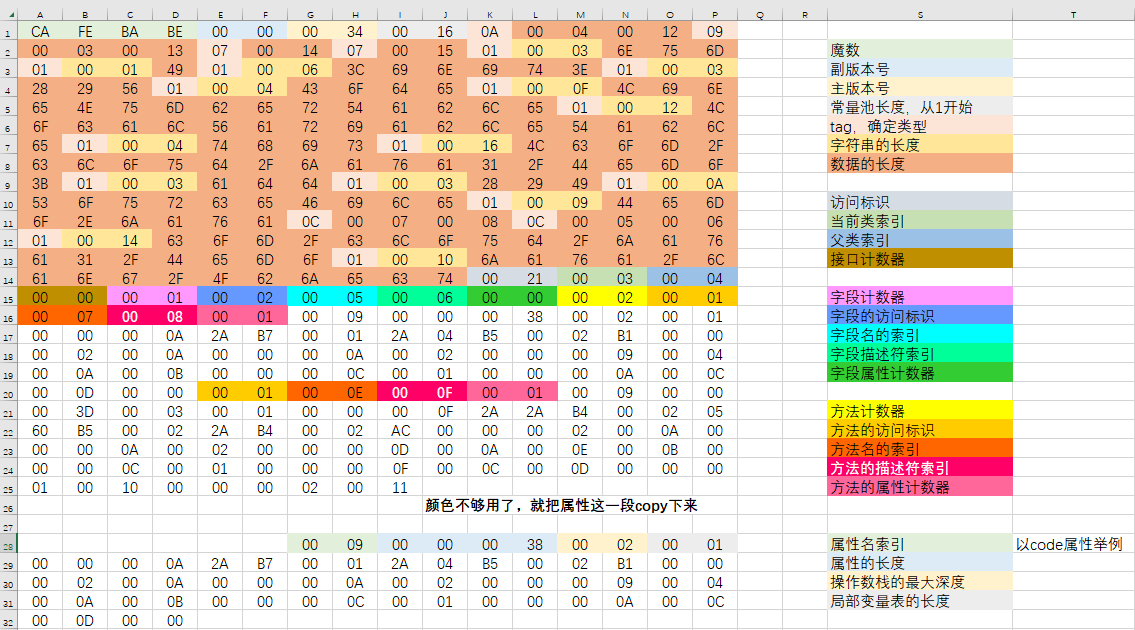 A B C D E F G H I J K L M N O P Q R S T
1 CA FE BA BE 00 00 00 34 00 16 0A 00 04 00 12 09
2 00 03 00 13 07 00 14 07 00 15 01 00 03 6E 75 6D 魔数
3 01 00 01 49 01 00 06 3C 69 6E 69 74 3E 01 00 03 副版本号
4 28 29 56 01 00 04 43 6F 64 65 01 00 0F 4C 69 6E 主版本号
5 65 4E 75 6D 62 65 72 54 61 62 6C 65 01 00 12 4C 常量池长度，从1开始
6 6F 63 61 6C 56 61 72 69 61 62 6C 65 54 61 62 6C tag，确定类型
7 65 01 00 04 74 68 69 73 01 00 16 4C 63 6F 6D 2F 字符串的长度
8 63 6C 6F 75 64 2F 6A 61 76 61 31 2F 44 65 6D 6F 数据的长度
9 3B 01 00 03 61 64 64 01 00 03 28 29 49 01 00 0A
10 53 6F 75 72 63 65 46 69 6C 65 01 00 09 44 65 6D 访问标识
11 6F 2E 6A 61 76 61 0C 00 07 00 08 0C 00 05 00 06 当前类索引
12 01 00 14 63 6F 6D 2F 63 6C 6F 75 64 2F 6A 61 76 父类索引
13 61 31 2F 44 65 6D 6F 01 00 10 6A 61 76 61 2F 6C 接口计数器
14 61 6E 67 2F 4F 62 6A 65 63 74 00 21 00 03 00 04
15 00 00 00 01 00 02 00 05 00 06 00 00 00 02 00 01 字段计数器
16 00 07 00 08 00 01 00 09 00 00 00 38 00 02 00 01 字段的访问标识
17 00 00 00 0A 2A B7 00 01 2A 04 B5 00 02 B1 00 00 字段名的索引
18 00 02 00 0A 00 00 00 0A 00 02 00 00 00 09 00 04 字段描述符索引
19 00 0A 00 0B 00 00 00 0C 00 01 00 00 00 0A 00 0C 字段属性计数器
20 00 0D 00 00 00 01 00 0E 00 0F 00 01 00 09 00 00
21 00 3D 00 03 00 01 00 00 00 0F 2A 2A B4 00 02 05 方法计数器
22 60 B5 00 02 2A B4 00 02 AC 00 00 00 02 00 0A 00 方法的访问标识
23 00 00 0A 00 02 00 00 00 0D 00 0A 00 0E 00 0B 00 方法名的索引
24 00 00 0C 00 01 00 00 00 0F 00 0C 00 0D 00 00 00 方法的描述符索引
25 01 00 10 00 00 00 02 00 11 方法的属性计数器
26 颜色不够用了，就把属性这一段copy下来
27
28 00 09 00 00 00 38 00 02 00 01 属性名索引 以code属性举例
29 00 00 00 0A 2A B7 00 01 2A 04 B5 00 02 B1 00 00 属性的长度
30 00 02 00 0A 00 00 00 0A 00 02 00 00 00 09 00 04 操作数栈的最大深度
31 00 0A 00 0B 00 00 00 0C 00 01 00 00 00 0A 00 0C 局部变量表的长度
32 00 0D 00 00